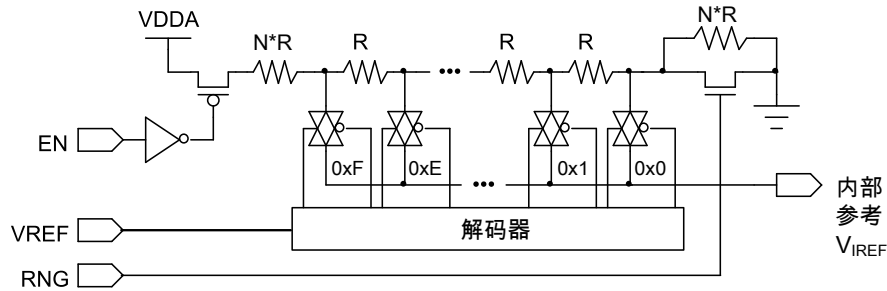 VDDA
N*R
R
•••
R
R
N*R
EN
0xF
0xE
•••
0x1
0x0
内部
参考
VIREF
VREF
解码器
RNG